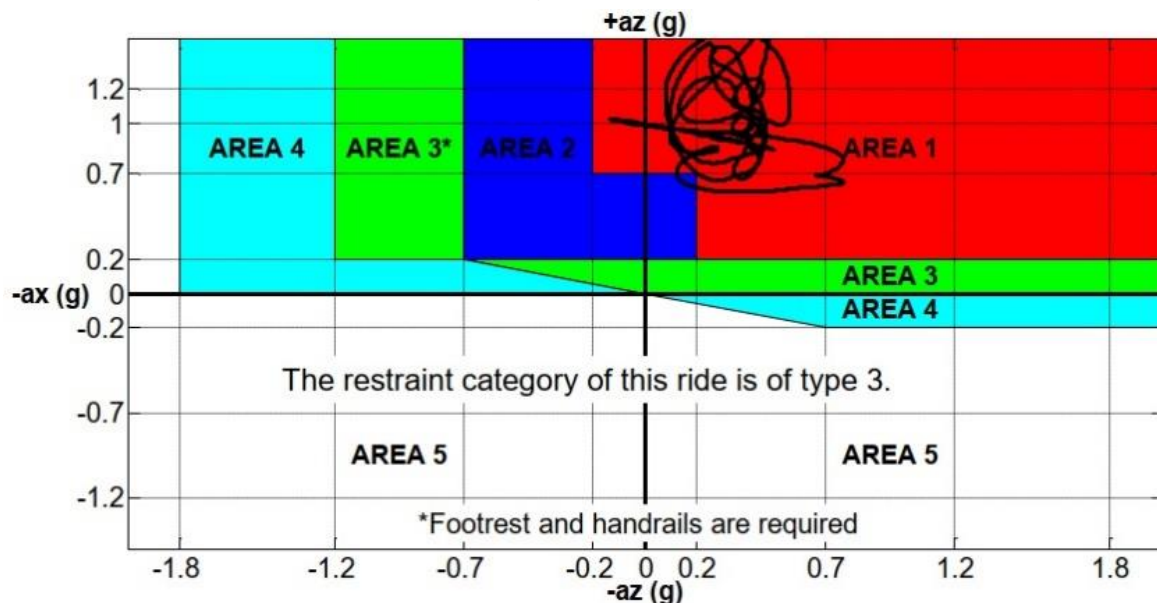 +az (g)
1.2
1
AREA 4 AREA 3* AREA 2 AREA 1
0.7
0.2
AREA 3
-ax (g) 0
AREA 4
-0.2
The restraint category of this ride is of type 3.
-0.7
AREA 5 AREA 5
-1.2
*Footrest and handrails are required
-1.8 -1.2 -0.7 -0.2 0 0.2 0.7 1.2 1.8
-az (g)